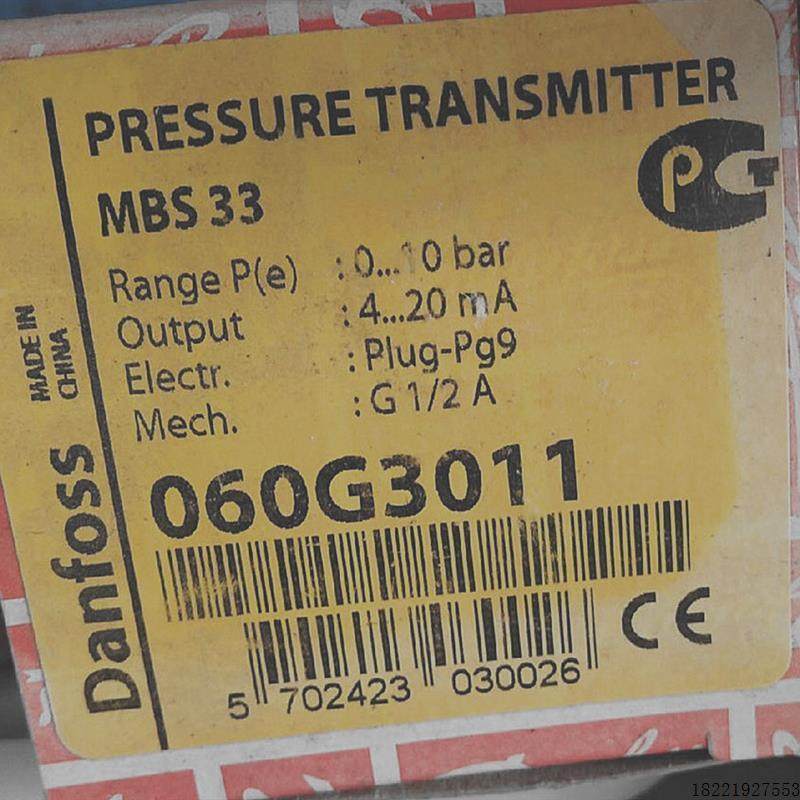 PRESSURE TRANSMITTER
MBS 33
Range P(e) : 0...10 bar
Output : 4...20 mA
Electr. : Plug-Pg9
Mech. : G 1/2 A
060G3011
5 702423 030026
CE
PG
MADE IN
CHINA
Danfoss
18221927553